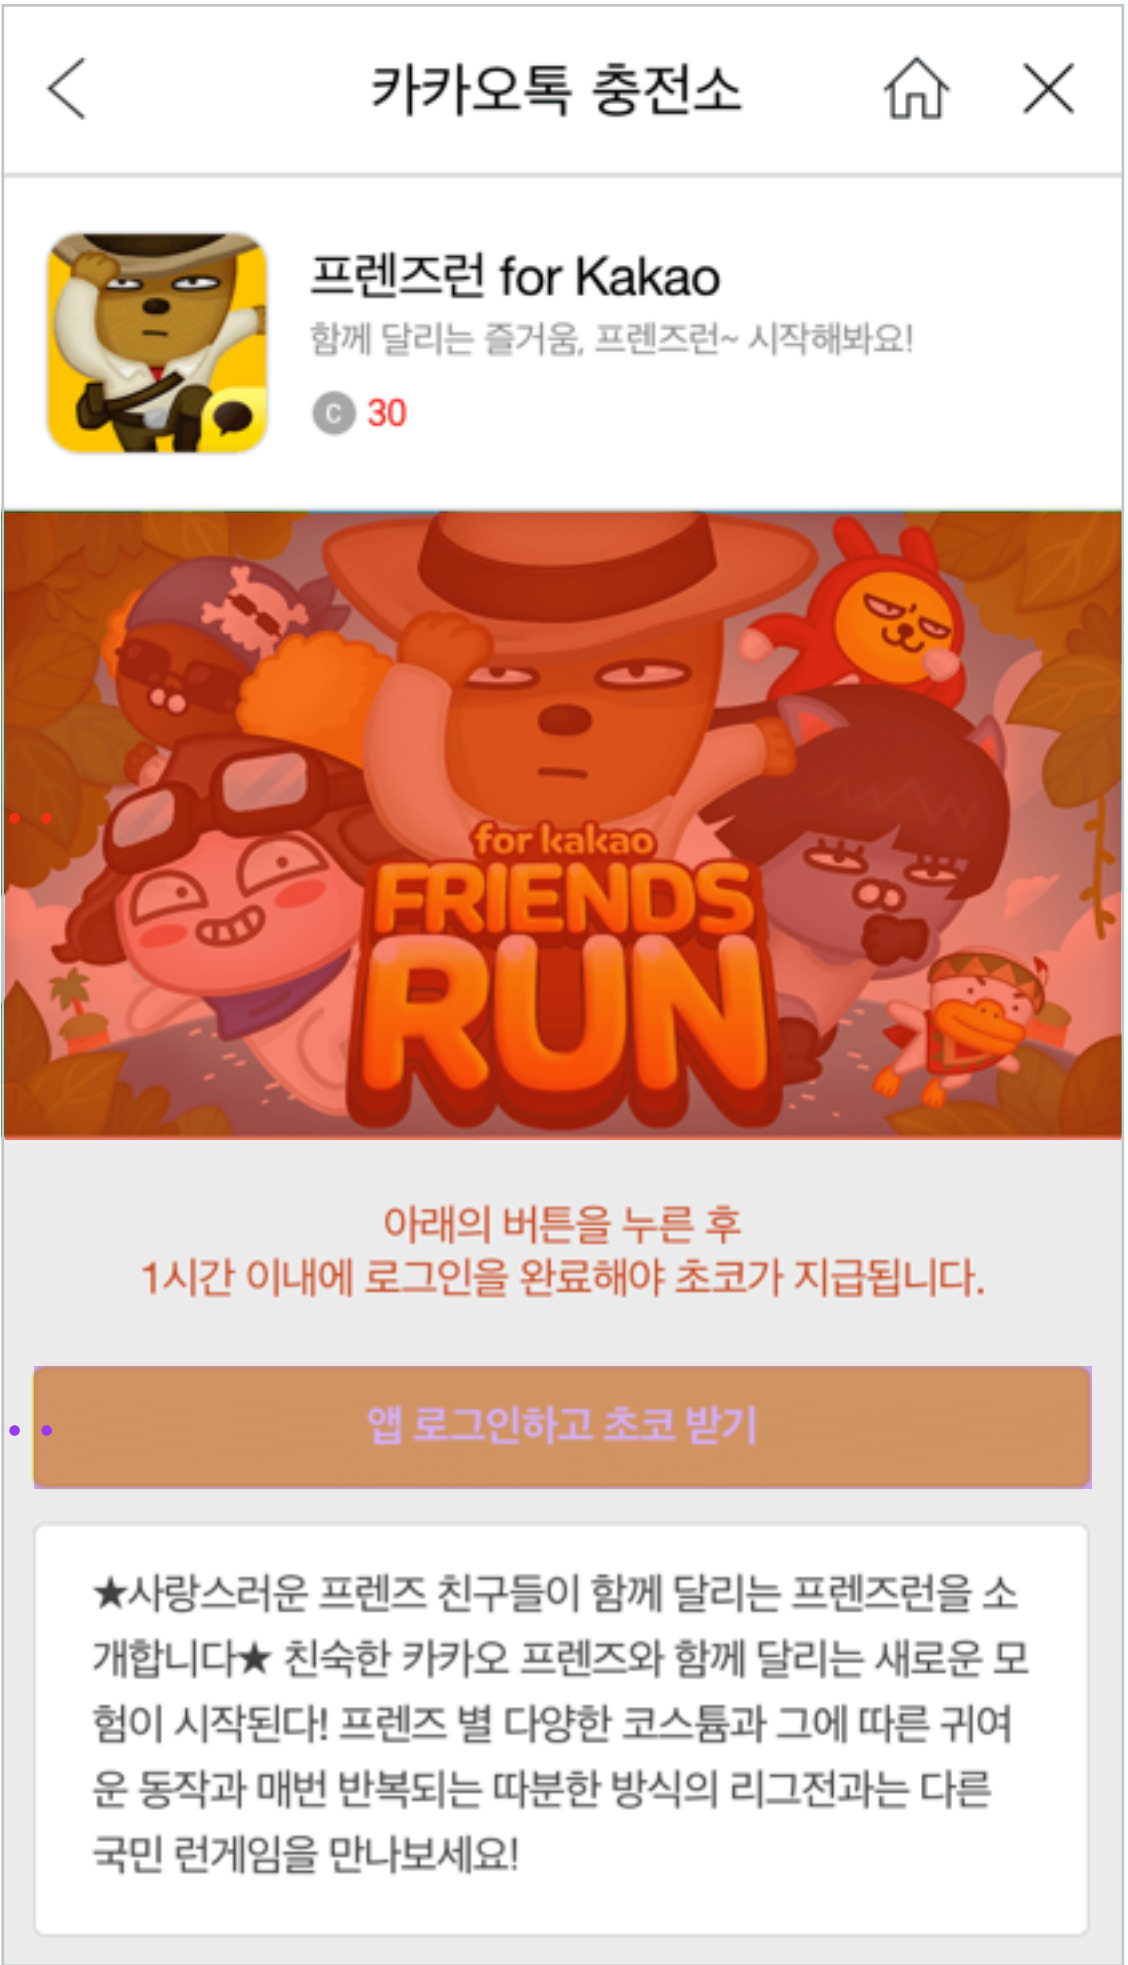 카카오톡 충전소
프렌즈런 for Kakao
함께 달리는 즐거움, 프렌즈런~ 시작해봐요!
C 30
for kakao
FRIENDS
RUN
아래의 버튼을 누른 후
1시간 이내에 로그인을 완료해야 초코가 지급됩니다.
앱 로그인하고 초코 받기
★사랑스러운 프렌즈 친구들이 함께 달리는 프렌즈런을 소
개합니다★ 친숙한 카카오 프렌즈와 함께 달리는 새로운 모
험이 시작된다! 프렌즈 별 다양한 코스튬과 그에 따른 귀여
운 동작과 매번 반복되는 따분한 방식의 리그전과는 다른
국민 런게임을 만나보세요!